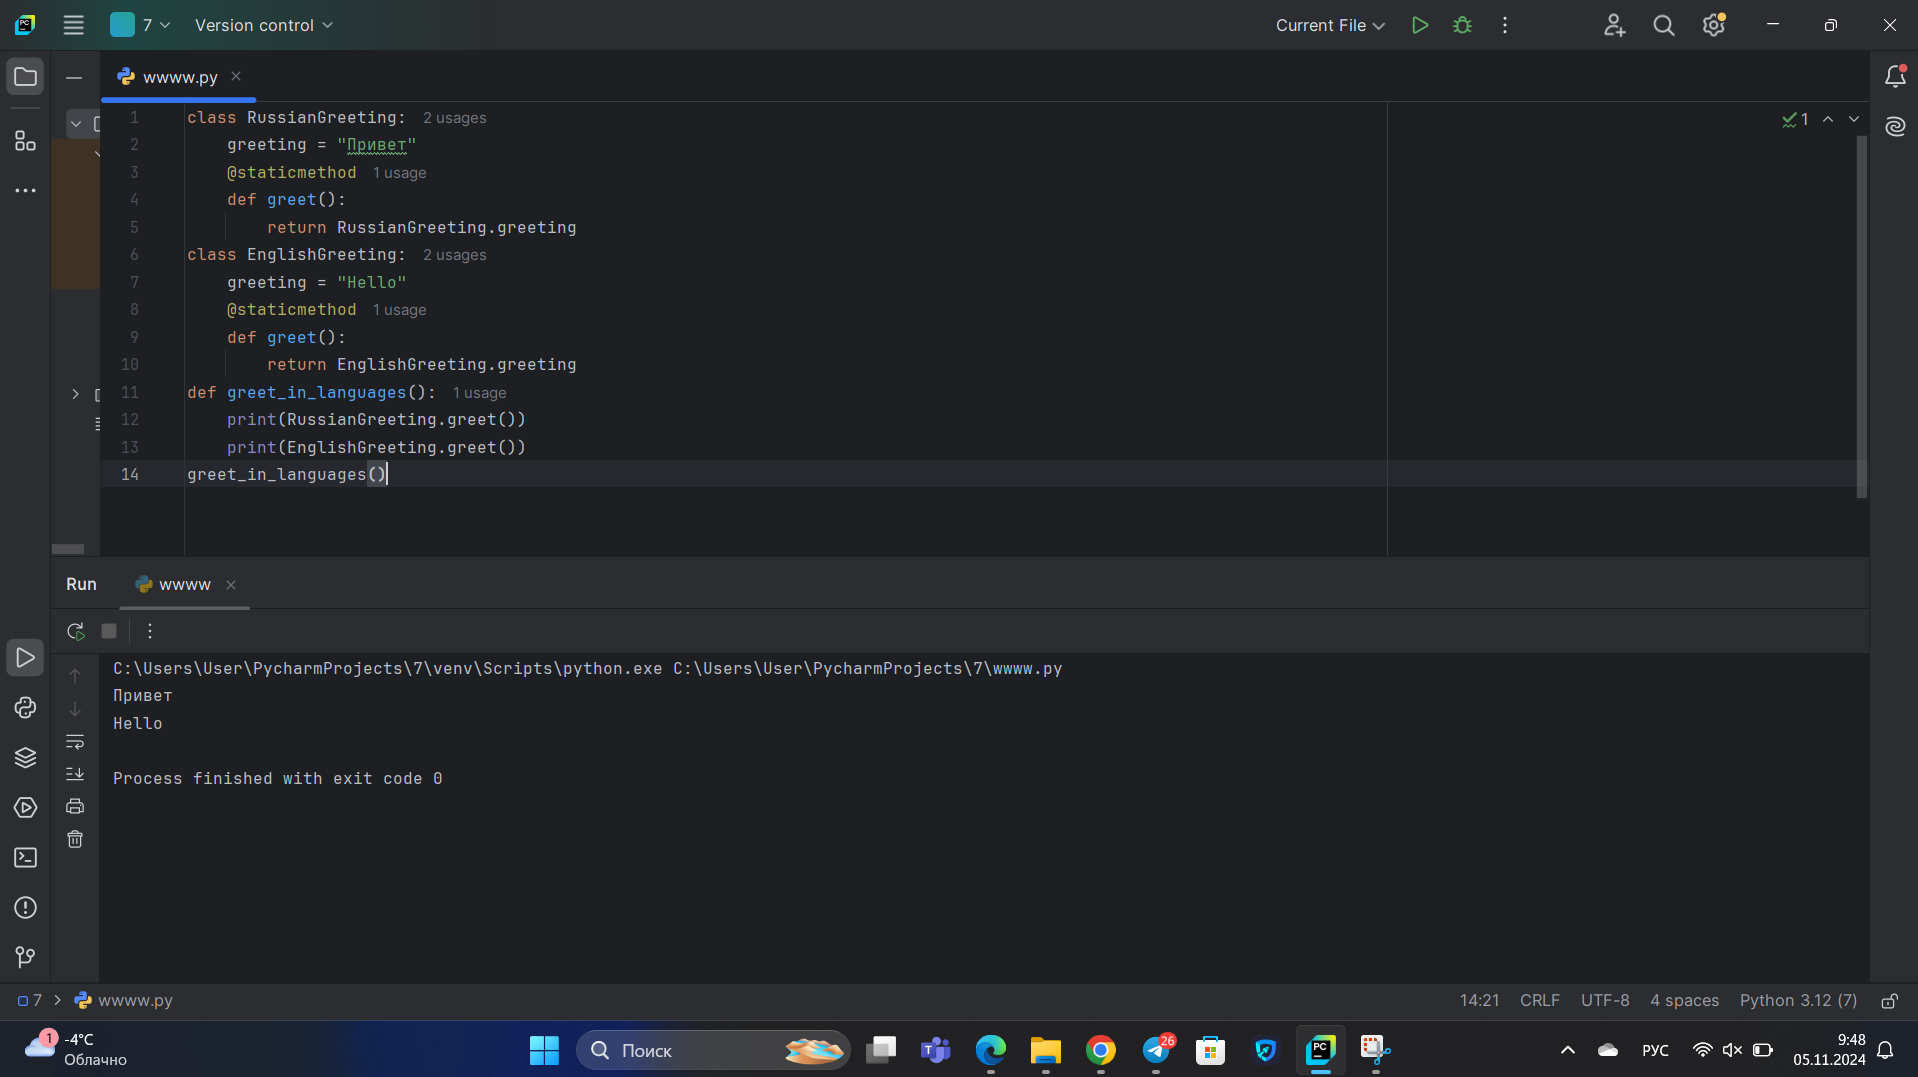 PC
7
Version control
Current File
wwww.py
1 class RussianGreeting: 2 usages
2 greeting = "Привет"
3 @staticmethod 1 usage
4 def greet():
5 return RussianGreeting.greeting
6 class EnglishGreeting: 2 usages
7 greeting = "Hello"
8 @staticmethod 1 usage
9 def greet():
10 return EnglishGreeting.greeting
11 def greet_in_languages(): 1 usage
12 print(RussianGreeting.greet())
13 print(EnglishGreeting.greet())
14 greet_in_languages()
1
Run wwww
C:\Users\User\PycharmProjects\7\venv\Scripts\python.exe C:\Users\User\PycharmProjects\7\wwww.py
Привет
Hello
Process finished with exit code 0
7 > wwww.py
14:21 CRLF UTF-8 4 spaces Python 3.12 (7)
1
-4°C
Облачно
Поиск
26
PC
РУС
9:48
05.11.2024